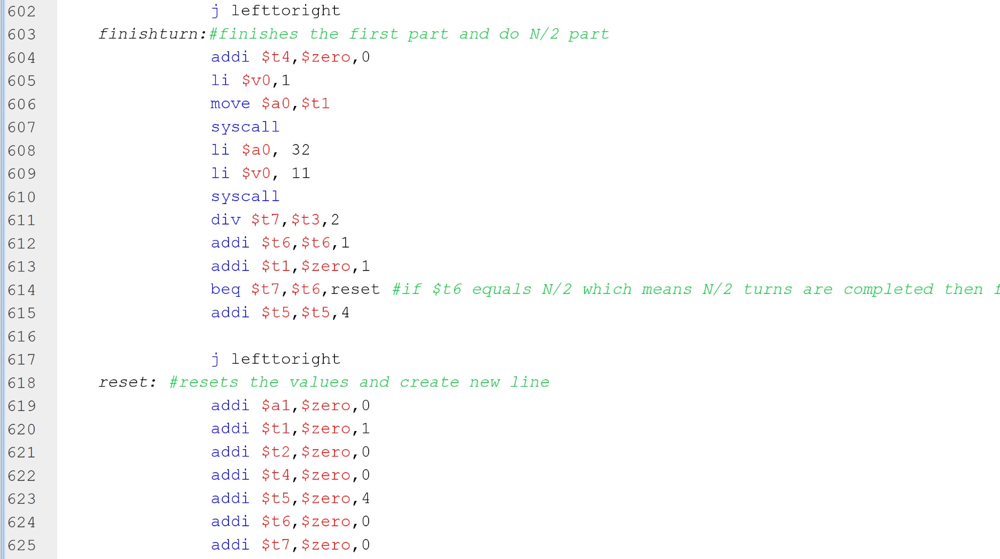 602 j lefttoright
603 finishturn:#finishes the first part and do N/2 part
604 addi $t4,$zero,0
605 li $v0,1
606 move $a0,$t1
607 syscall
608 li $a0, 32
609 li $v0, 11
610 syscall
611 div $t7,$t3,2
612 addi $t6,$t6,1
613 addi $t1,$zero,1
614 beq $t7,$t6,reset #if $t6 equals N/2 which means N/2 turns are completed then
615 addi $t5,$t5,4
616
617 j lefttoright
618 reset: #resets the values and create new line
619 addi $a1,$zero,0
620 addi $t1,$zero,1
621 addi $t2,$zero,0
622 addi $t4,$zero,0
623 addi $t5,$zero,4
624 addi $t6,$zero,0
625 addi $t7,$zero,0